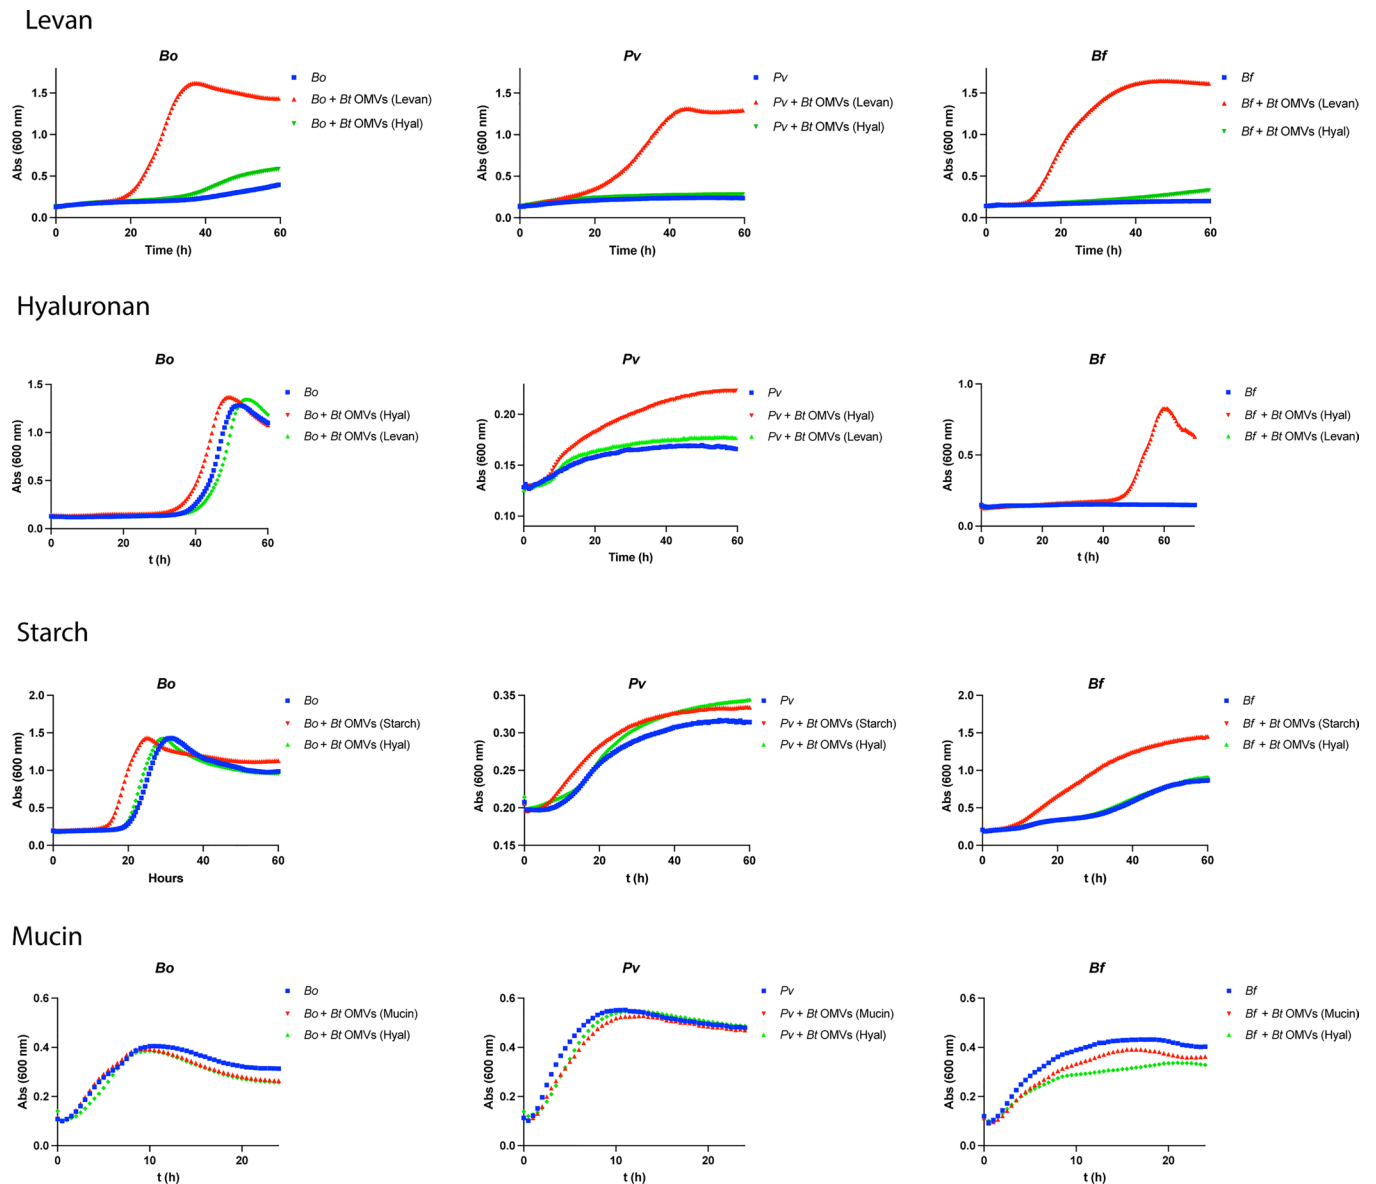 Levan
Bo
Abs (600 nm)
1.5
1.0
0.5
0.0
0 20 40 60
Time (h)
Bo
Bo + Bt OMVs (Levan)
Bo + Bt OMVs (Hyal)
Pv
Abs (600 nm)
1.5
1.0
0.5
0.0
0 20 40 60
Time (h)
Pv
Pv + Bt OMVs (Levan)
Pv + Bt OMVs (Hyal)
Bf
Abs (600 nm)
1.5
1.0
0.5
0.0
0 20 40 60
Time (h)
Bf
Bf + Bt OMVs (Levan)
Bf + Bt OMVs (Hyal)
Hyaluronan
Bo
Abs (600 nm)
1.5
1.0
0.5
0.0
0 20 40 60
t (h)
Bo
Bo + Bt OMVs (Hyal)
Bo + Bt OMVs (Levan)
Pv
Abs (600 nm)
0.20
0.15
0.10
0 20 40 60
Time (h)
Pv
Pv + Bt OMVs (Hyal)
Pv + Bt OMVs (Levan)
Bf
Abs (600 nm)
1.0
0.5
0.0
0 20 40 60
t (h)
Bf
Bf + Bt OMVs (Hyal)
Bf + Bt OMVs (Levan)
Starch
Bo
Abs (600 nm)
2.0
1.5
1.0
0.5
0.0
0 20 40 60
Hours
Bo
Bo + Bt OMVs (Starch)
Bo + Bt OMVs (Hyal)
Pv
Abs (600 nm)
0.35
0.30
0.25
0.20
0.15
0 20 40 60
t (h)
Pv
Pv + Bt OMVs (Starch)
Pv + Bt OMVs (Hyal)
Bf
Abs (600 nm)
2.0
1.5
1.0
0.5
0.0
0 20 40 60
t (h)
Bf
Bf + Bt OMVs (Starch)
Bf + Bt OMVs (Hyal)
Mucin
Bo
Abs (600 nm)
0.6
0.4
0.2
0.0
0 10 20
t (h)
Bo
Bo + Bt OMVs (Mucin)
Bo + Bt OMVs (Hyal)
Pv
Abs (600 nm)
0.6
0.4
0.2
0.0
0 10 20
t (h)
Pv
Pv + Bt OMVs (Mucin)
Pv + Bt OMVs (Hyal)
Bf
Abs (600 nm)
0.6
0.4
0.2
0.0
0 10 20
t (h)
Bf
Bf + Bt OMVs (Mucin)
Bf + Bt OMVs (Hyal)